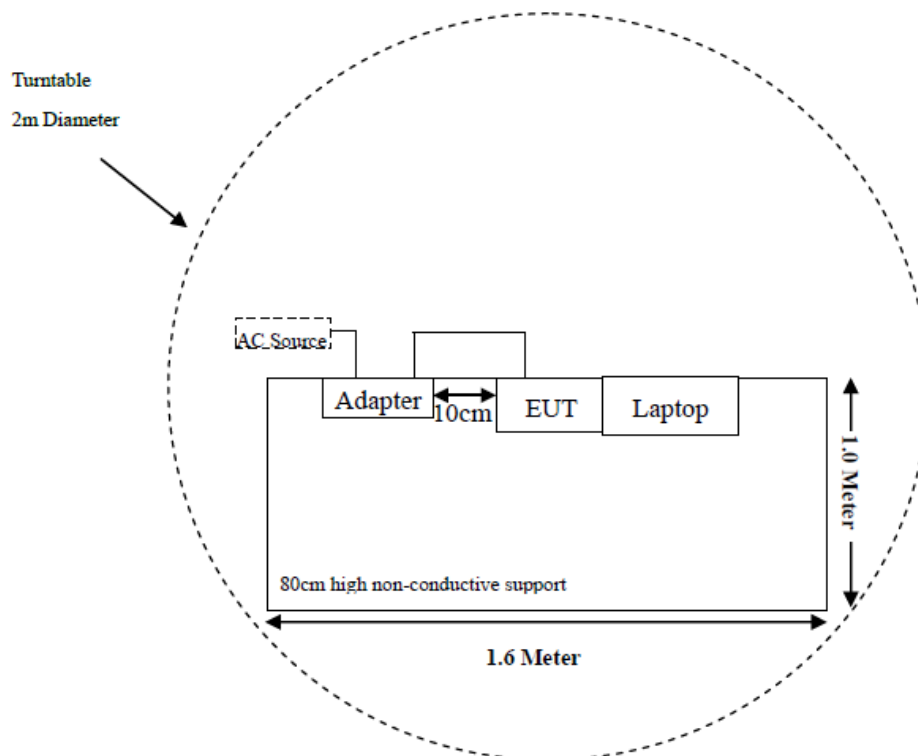 Turntable
2m Diameter
AC Source
Adapter
10cm
EUT
Laptop
1.0 Meter
80cm high non-conductive support
1.6 Meter